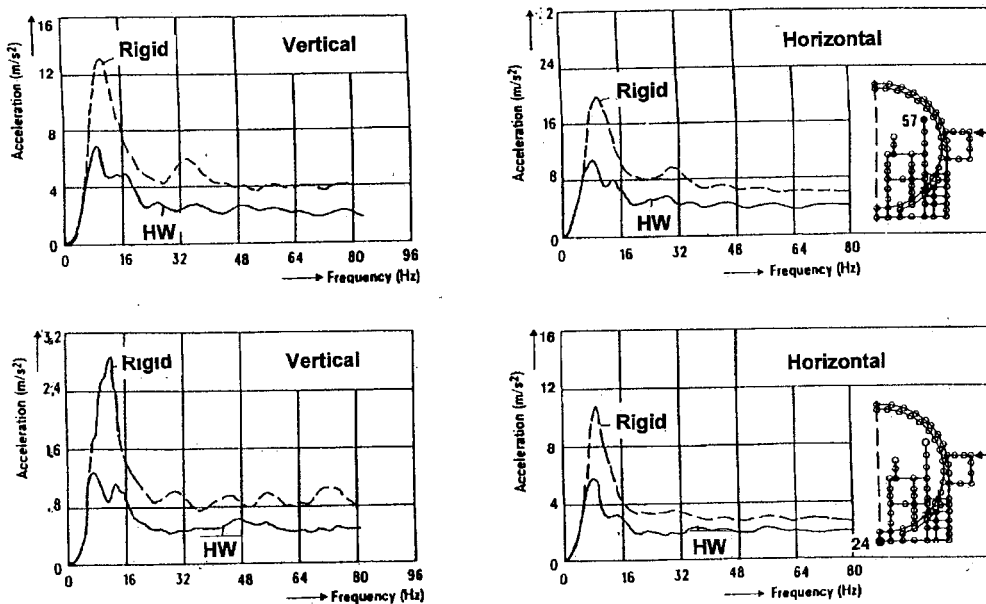 Acceleration (m/s²)
16
12
8
4
0
Rigid
Vertical
HW
0 16 32 48 64 80 96
Frequency (Hz)
Acceleration (m/s²)
2
24
16
8
0
Rigid
Horizontal
57
HW
0 16 32 48 64 80
Frequency (Hz)
Acceleration (m/s²)
3,2
2;4
1,6
,8
0
Rigid
Vertical
HW
0 16 32 48 64 80 96
Frequency (Hz)
Acceleration (m/s²)
16
12
8
4
0
Rigid
Horizontal
HW
24
0 16 32 48 64 80
Frequency (Hz)